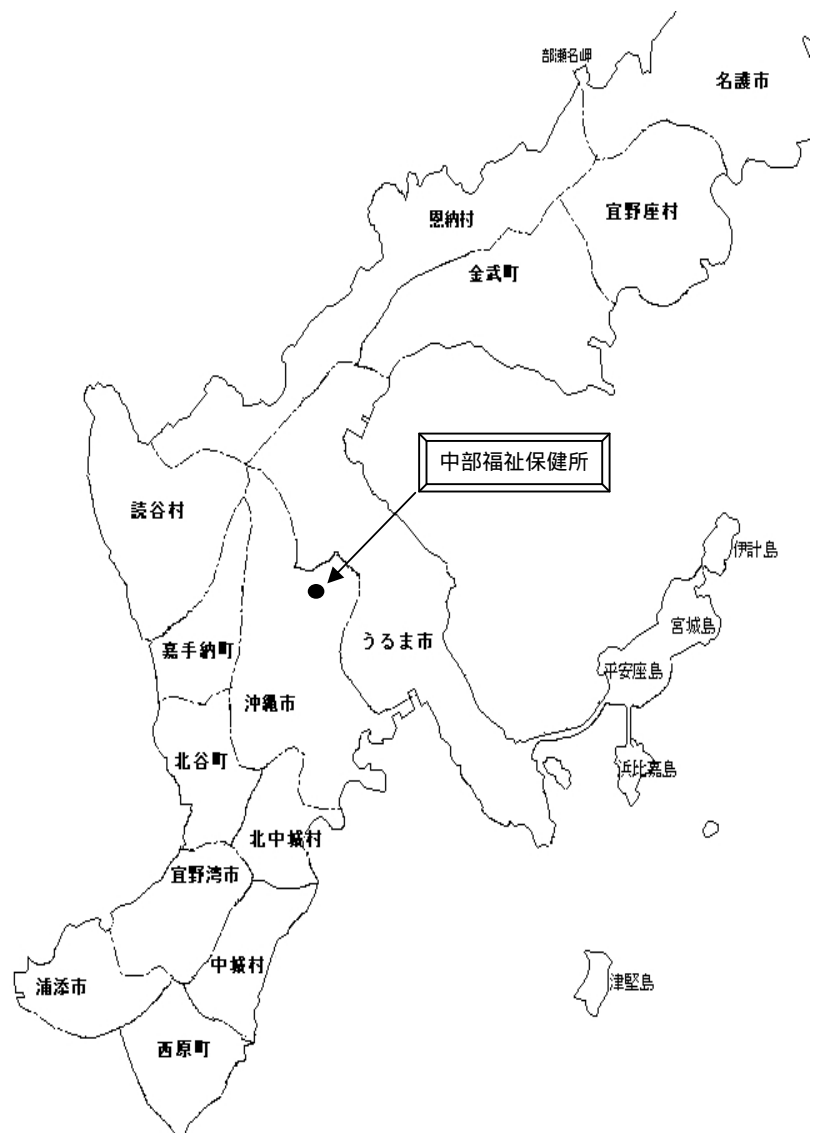 部瀬名岬
名護市
恩納村
宜野座村
金武町
中部福祉保健所
読谷村
伊計島
宮城島
嘉手納町
うるま市
平安座島
沖縄市
北谷町
浜比嘉島
北中城村
宜野湾市
中城村
浦添市
津堅島
西原町